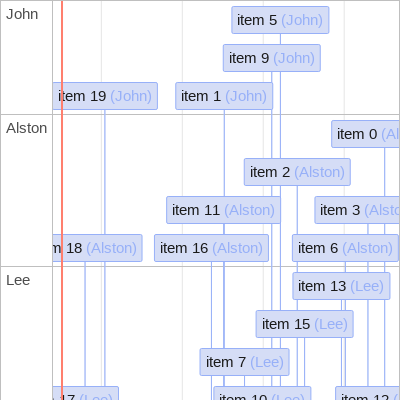 John
item 5 (John)
item 9 (John)
item 19 (John)
item 1 (John)
Alston
item 0 (Al
item 2 (Alston)
item 11 (Alston)
item 3 (Alsto
m 18 (Alston)
item 16 (Alston)
item 6 (Alston)
Lee
item 13 (Lee)
item 15 (Lee)
item 7 (Lee)
17 (Lee)
item 10 (Lee)
item 12 (